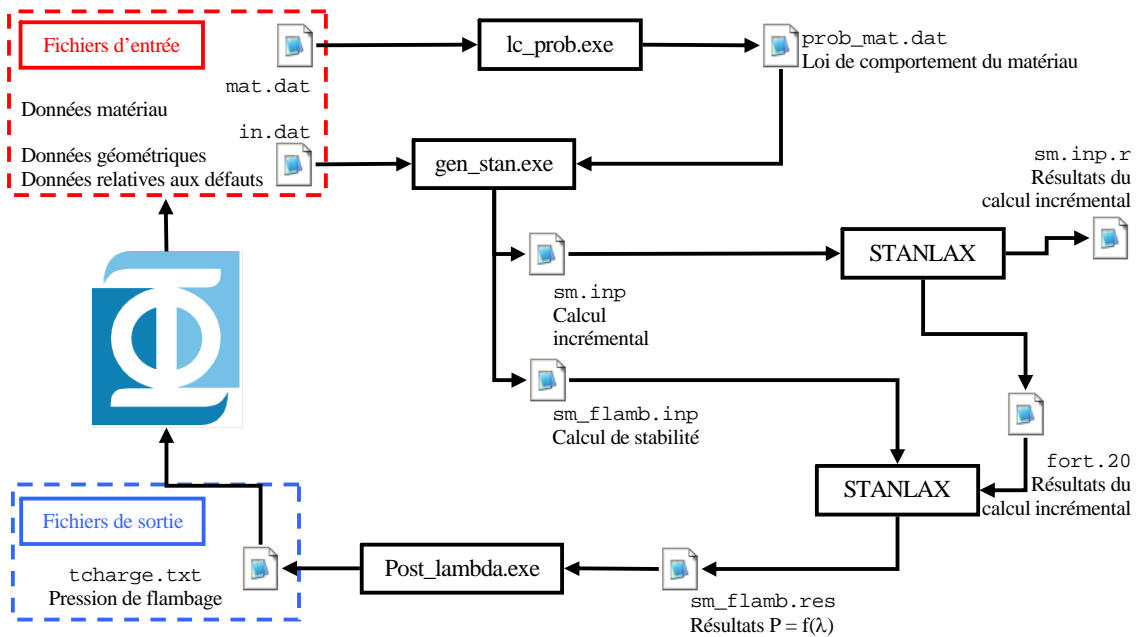 Fichiers d'entrée
mat.dat
Données matériau
in.dat
Données géométriques
Données relatives aux défauts
lc_prob.exe
prob_mat.dat
Loi de comportement du matériau
gen_stan.exe
sm.inp.r
Résultats du
calcul incrémental
STANLAX
sm.inp
Calcul
incrémental
sm_flamb.inp
Calcul de stabilité
fort.20
Résultats du
calcul incrémental
STANLAX
Fichiers de sortie
tcharge.txt
Pression de flambage
Post_lambda.exe
sm_flamb.res
Résultats P = f(λ)